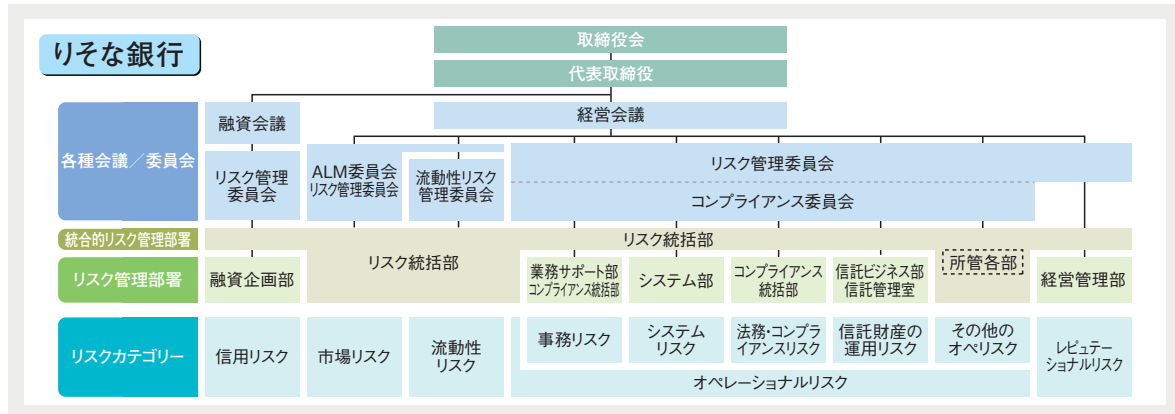 りそな銀行
取締役会
代表取締役
各種会議／委員会
融資会議
経営会議
リスク管理
委員会
ALM委員会
リスク管理委員会
流動性リスク
管理委員会
リスク管理委員会
コンプライアンス委員会
統合的リスク管理部署
リスク統括部
リスク管理部署
融資企画部
リスク統括部
業務サポート部
コンプライアンス統括部
システム部
コンプライアンス
統括部
信託ビジネス部
信託管理室
所管各部
経営管理部
リスクカテゴリー
信用リスク
市場リスク
流動性
リスク
事務リスク
システム
リスク
法務・コンプラ
イアンスリスク
信託財産の
運用リスク
その他の
オペリスク
レピュテー
ショナルリスク
オペレーショナルリスク